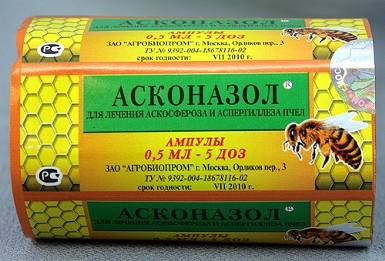 АМПУЛЫ
0,5 МЛ - 5 ДОЗ
ЗАО "АГРОБИОПРОМ" г. Москва, Орликов пер., 3
ТУ № 9392-004-18678116-02
срок годности: VII 2010 г.
АСКОНАЗОЛ®
ДЛЯ ЛЕЧЕНИЯ АСКОСФЕРОЗА И АСПЕРГИЛЛЕЗА ПЧЕЛ
АМПУЛЫ
0,5 МЛ - 5 ДОЗ
ЗАО "АГРОБИОПРОМ" г. Москва, Орликов пер., 3
ТУ № 9392-004-18678116-02
срок годности: VII 2010 г.
АСКОНАЗОЛ®
ДЛЯ ЛЕЧЕНИЯ АСКОСФЕРОЗА И АСПЕРГИЛЛЕЗА ПЧЕЛ